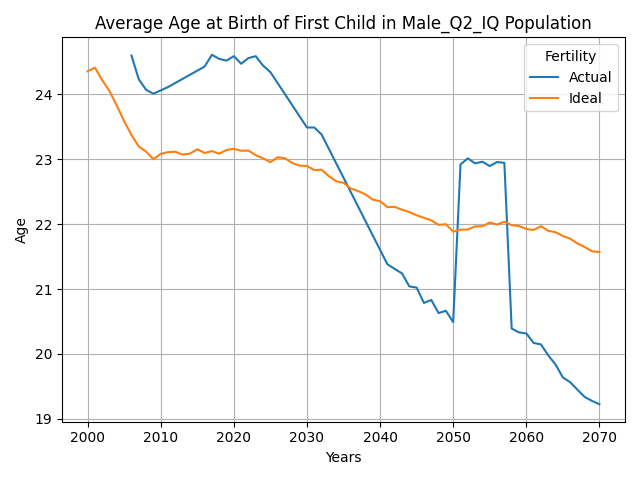 Average Age at Birth of First Child in Male_Q2_IQ Population
Fertility
Actual
Ideal
Age
24
23
22
21
20
19
2000 2010 2020 2030 2040 2050 2060 2070
Years